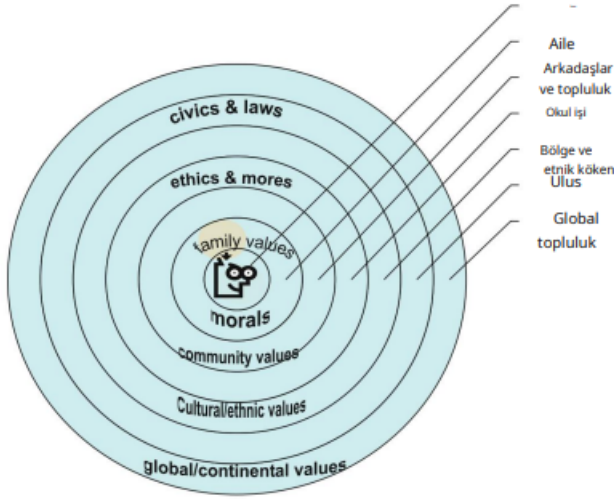 Aile
Arkadaşlar
ve topluluk
Okul işi
Bölge ve
etnik köken
Ulus
Global
topluluk
civics & laws
ethics & mores
family values
morals
community values
Cultural/ethnic values
global/continental values